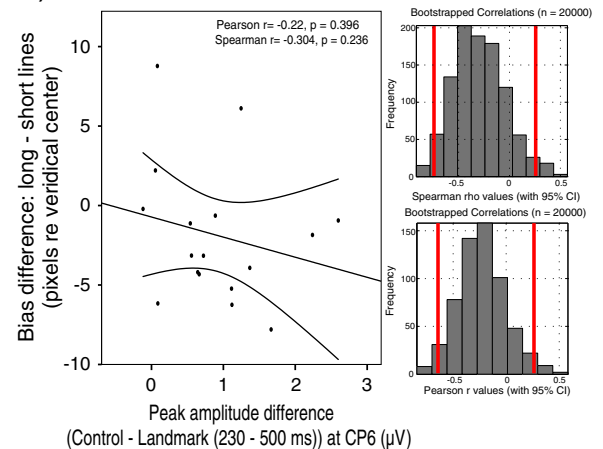 Pearson r= -0.22, p = 0.396
Spearman r= -0.304, p = 0.236
10
5
0
-5
-10
0
1
2
3
Bias difference: long - short lines
(pixels re veridical center)
Peak amplitude difference
(Control - Landmark (230 - 500 ms)) at CP6 (µV)
Bootstrapped Correlations (n = 20000)
200
150
100
50
0
Frequency
-0.5
0
0.5
Spearman rho values (with 95% CI)
Bootstrapped Correlations (n = 20000)
150
100
50
0
Frequency
-0.5
0
0.5
Pearson r values (with 95% CI)